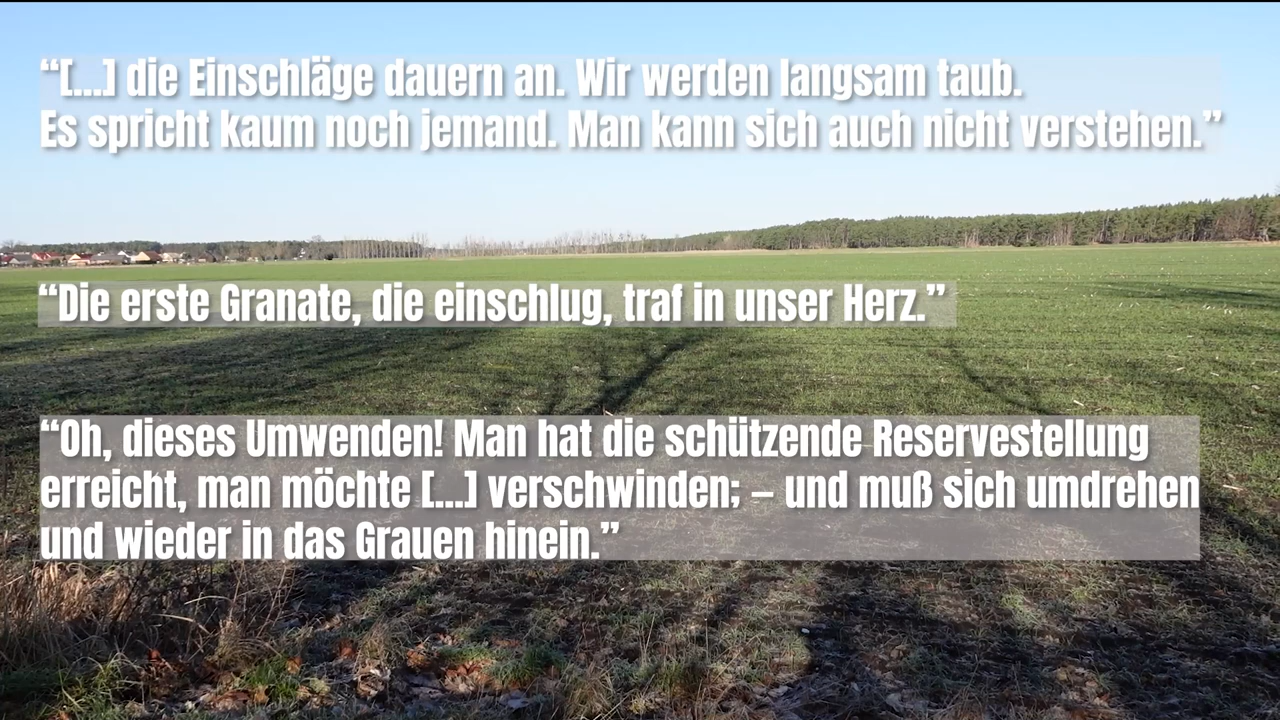 “[...] die Einschläge dauern an. Wir werden langsam taub.
Es spricht kaum noch jemand. Man kann sich auch nicht verstehen.”
“Die erste Granate, die einschlug, traf in unser Herz.”
“Oh, dieses Umwenden! Man hat die schützende Reservestellung
erreicht, man möchte [...] verschwinden; – und muß sich umdrehen
und wieder in das Grauen hinein.”